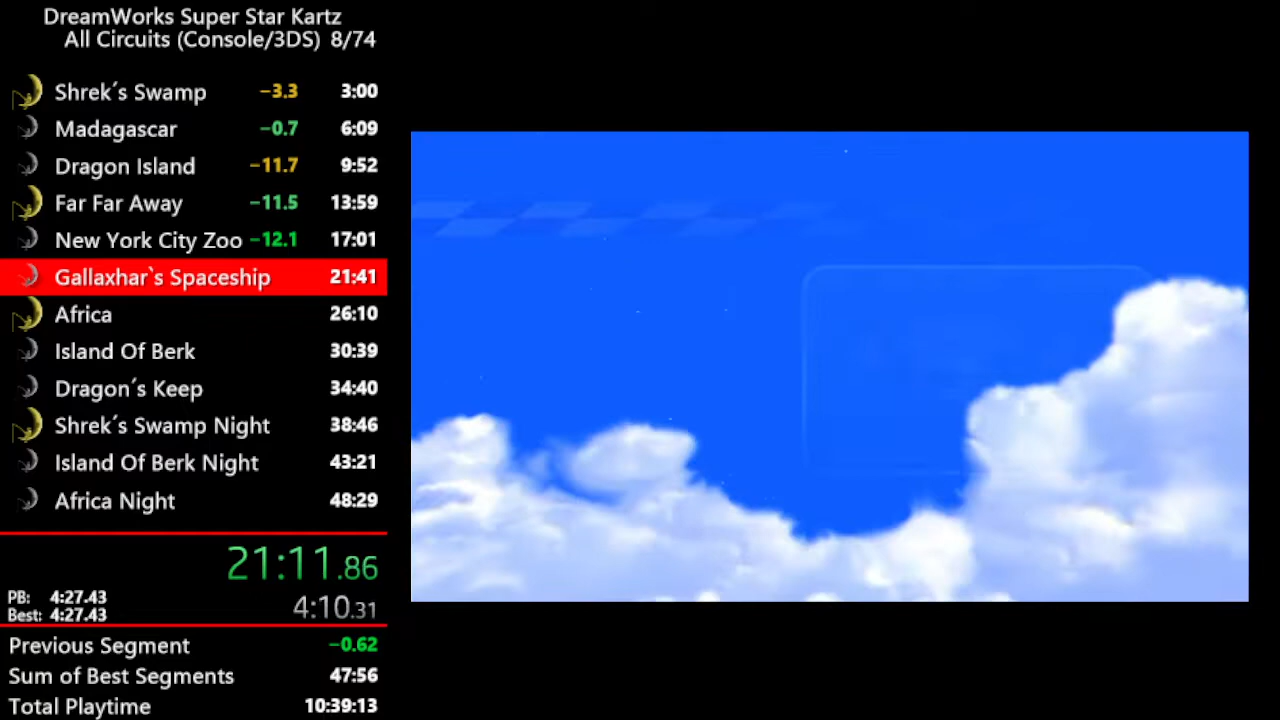 DreamWorks Super Star Kartz
All Circuits (Console/3DS) 8/74
Shrek´s Swamp −3.3 3:00
Madagascar −0.7 6:09
Dragon Island −11.7 9:52
Far Far Away −11.5 13:59
New York City Zoo −12.1 17:01
Gallaxhar`s Spaceship 21:41
Africa 26:10
Island Of Berk 30:39
Dragon´s Keep 34:40
Shrek´s Swamp Night 38:46
Island Of Berk Night 43:21
Africa Night 48:29
21:11.86
PB: 4:27.43
Best: 4:27.43
4:10.31
Previous Segment −0.62
Sum of Best Segments 47:56
Total Playtime 10:39:13